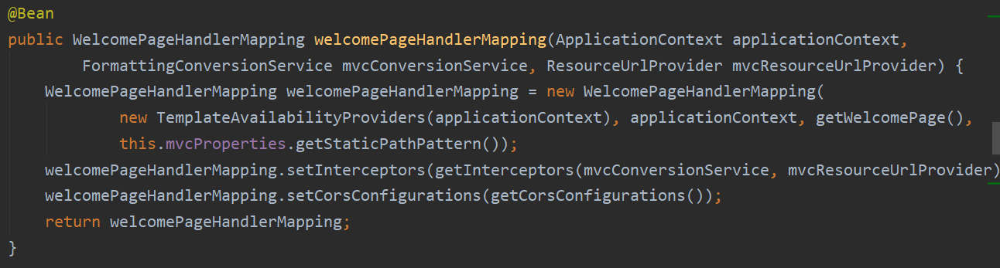 @Bean
public WelcomePageHandlerMapping welcomePageHandlerMapping(ApplicationContext applicationContext,
FormattingConversionService mvcConversionService, ResourceUrlProvider mvcResourceUrlProvider) {
WelcomePageHandlerMapping welcomePageHandlerMapping = new WelcomePageHandlerMapping(
new TemplateAvailabilityProviders(applicationContext), applicationContext, getWelcomePage(),
this.mvcProperties.getStaticPathPattern());
welcomePageHandlerMapping.setInterceptors(getInterceptors(mvcConversionService, mvcResourceUrlProvider)
welcomePageHandlerMapping.setCorsConfigurations(getCorsConfigurations());
return welcomePageHandlerMapping;
}